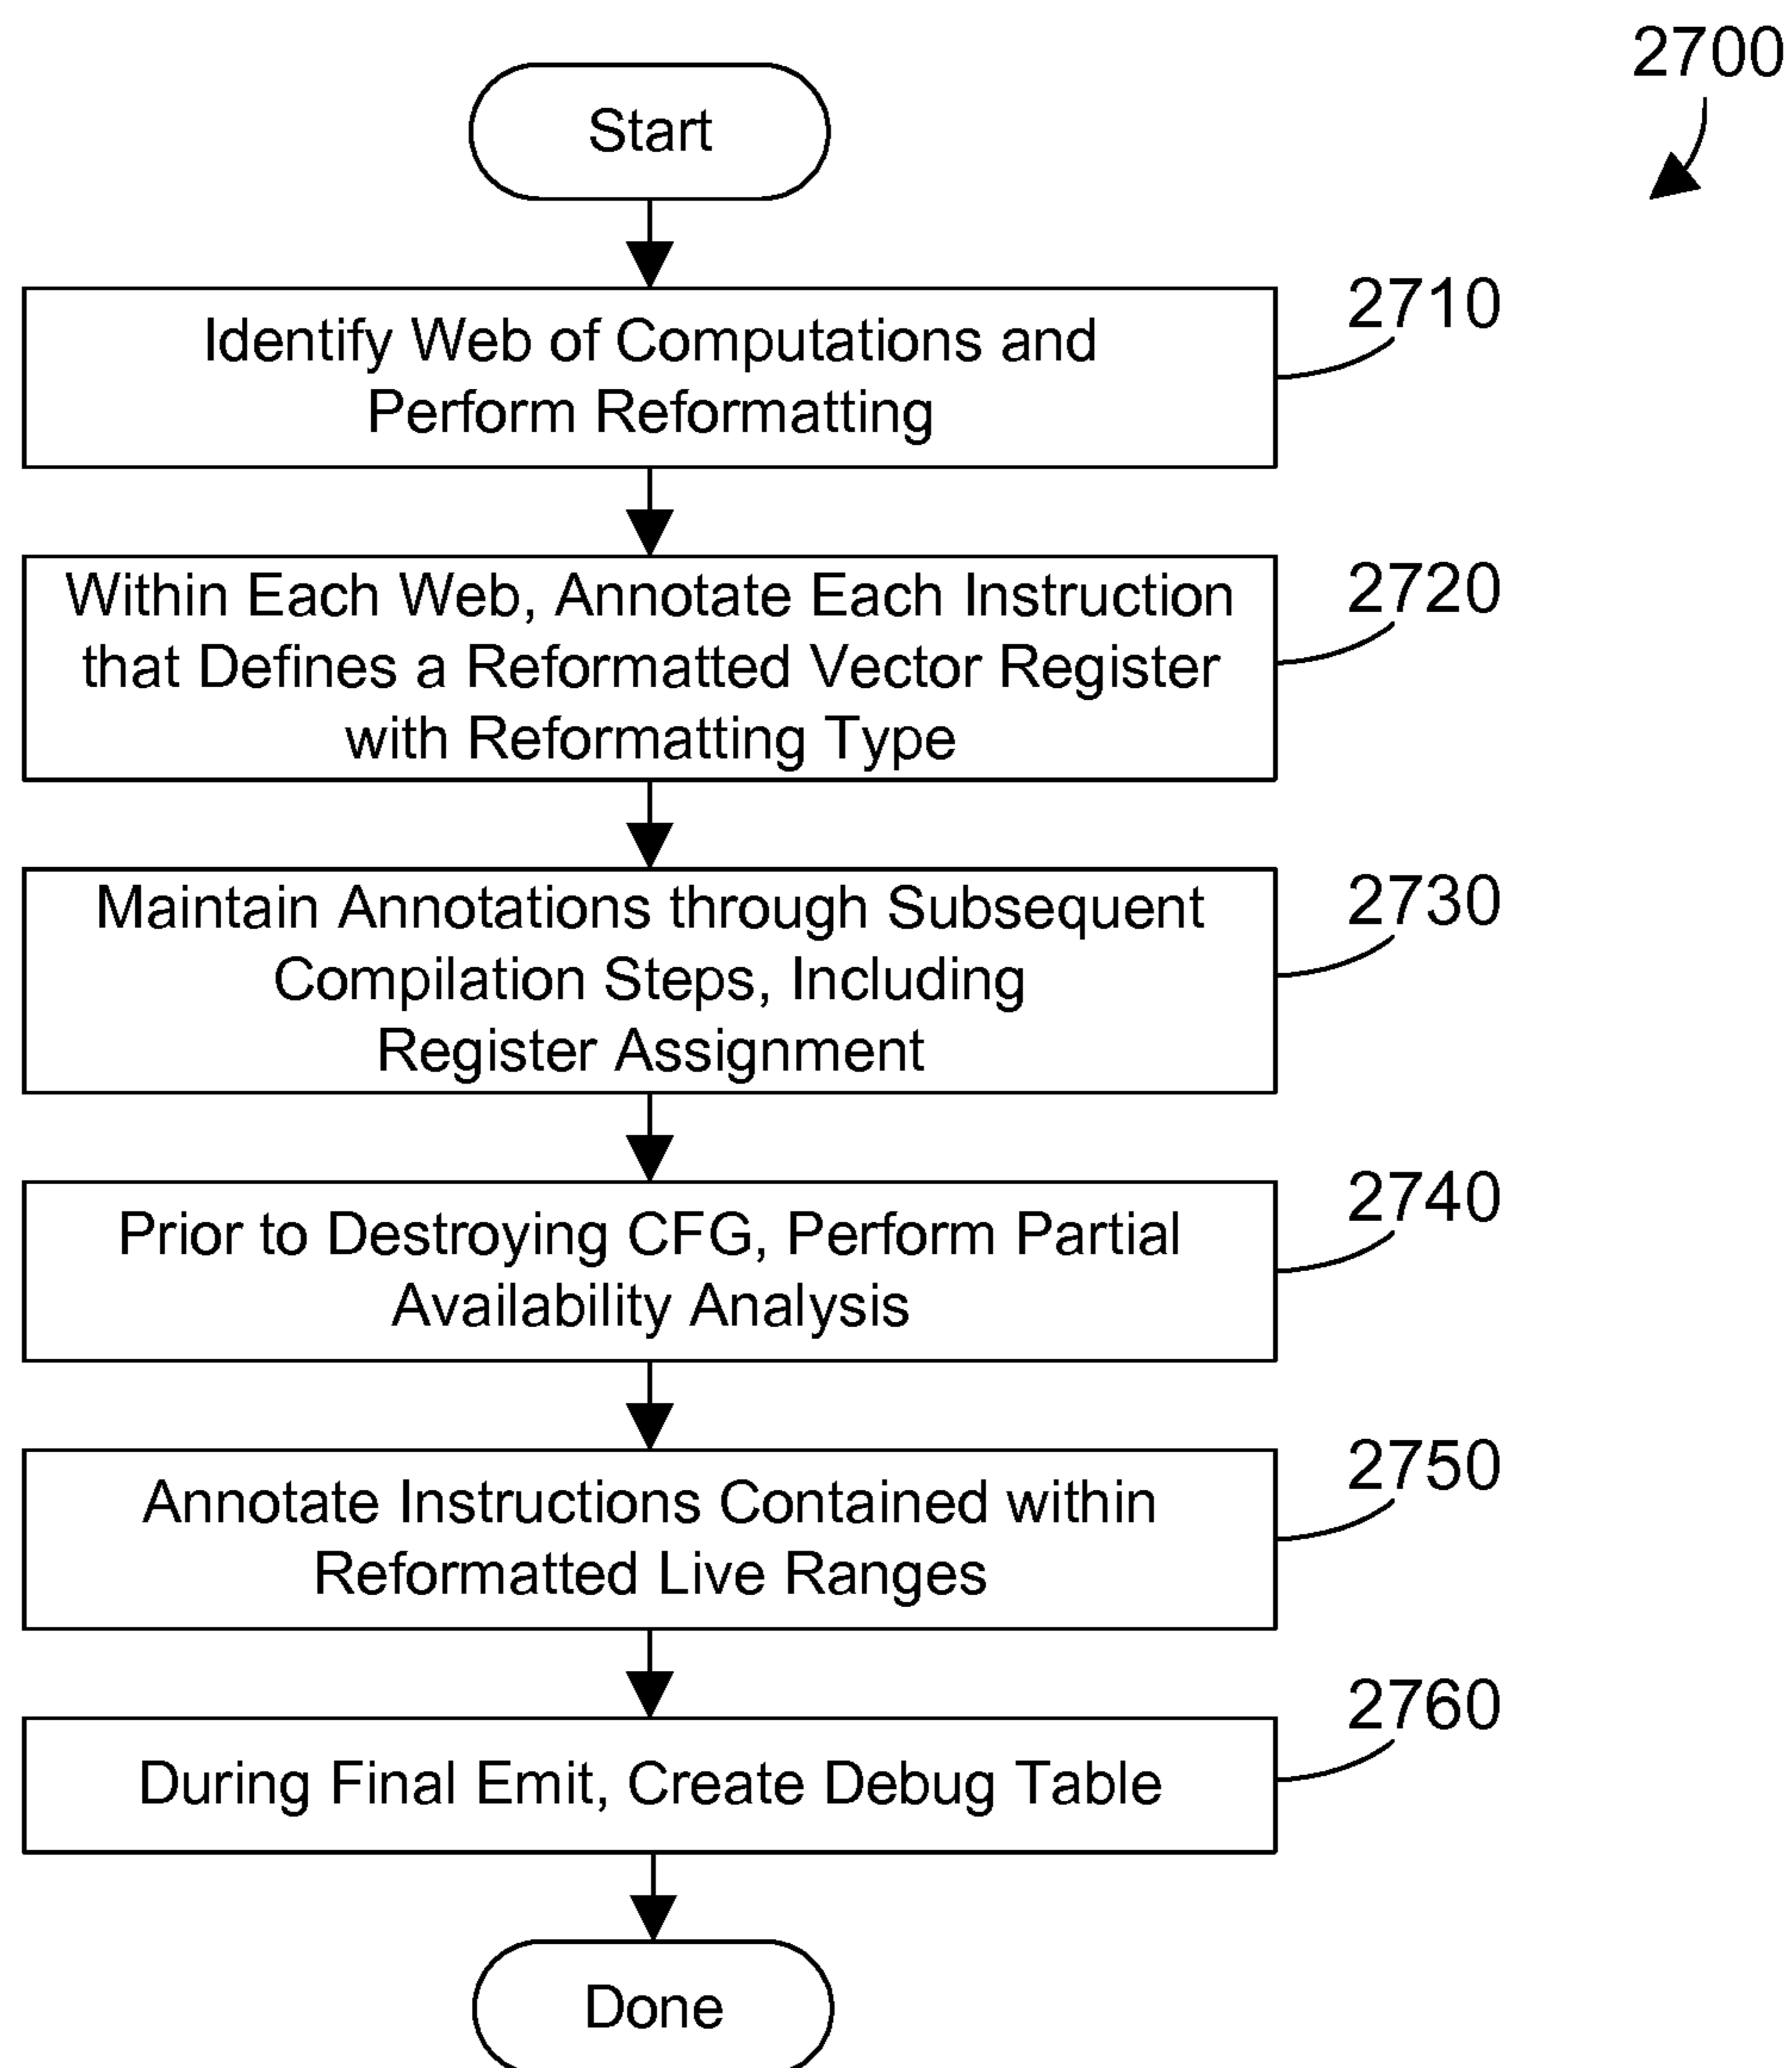 2700
Start
2710
Identify Web of Computations and
Perform Reformatting
2720
Within Each Web, Annotate Each Instruction
that Defines a Reformatted Vector Register
with Reformatting Type
2730
Maintain Annotations through Subsequent
Compilation Steps, Including
Register Assignment
2740
Prior to Destroying CFG, Perform Partial
Availability Analysis
2750
Annotate Instructions Contained within
Reformatted Live Ranges
2760
During Final Emit, Create Debug Table
Done